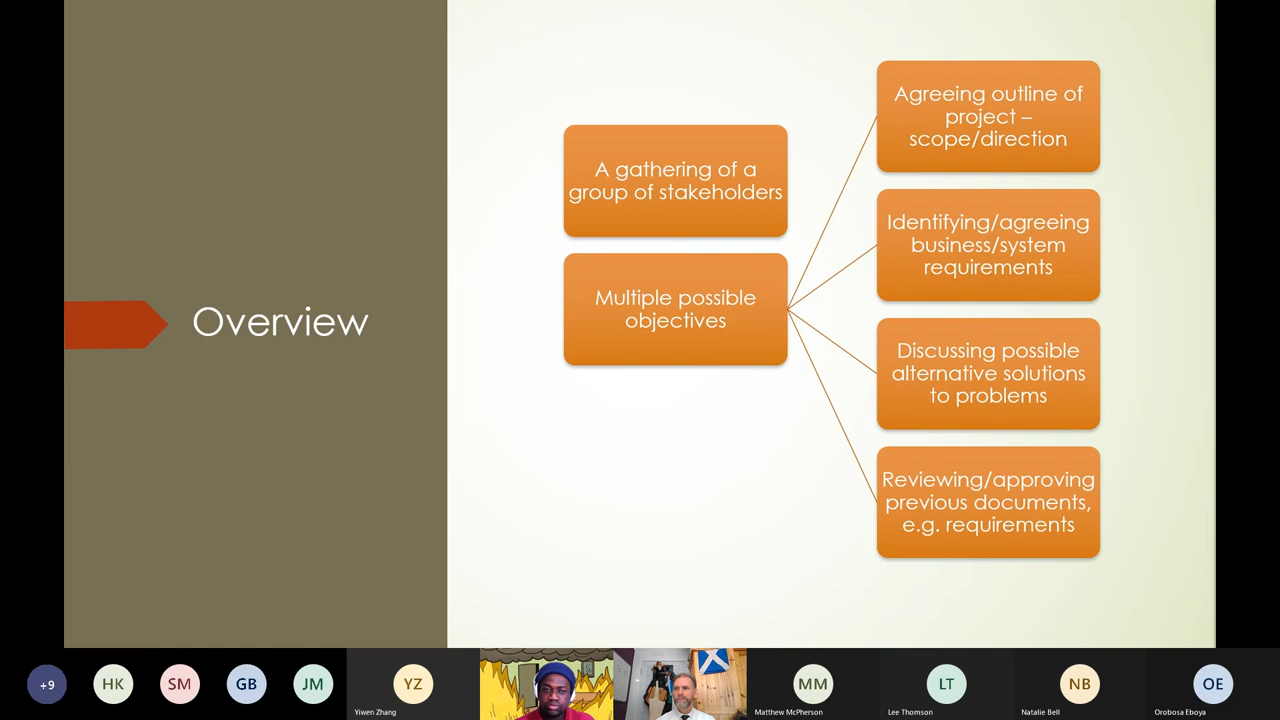 Overview
A gathering of a
group of stakeholders
Multiple possible
objectives
Agreeing outline of
project –
scope/direction
Identifying/agreeing
business/system
requirements
Discussing possible
alternative solutions
to problems
Reviewing/approving
previous documents,
e.g. requirements
+9
HK
SM
GB
JM
YZ
Yiwen Zhang
MM
Matthew McPherson
LT
Lee Thomson
NB
Natalie Bell
OE
Orobosa Eboya